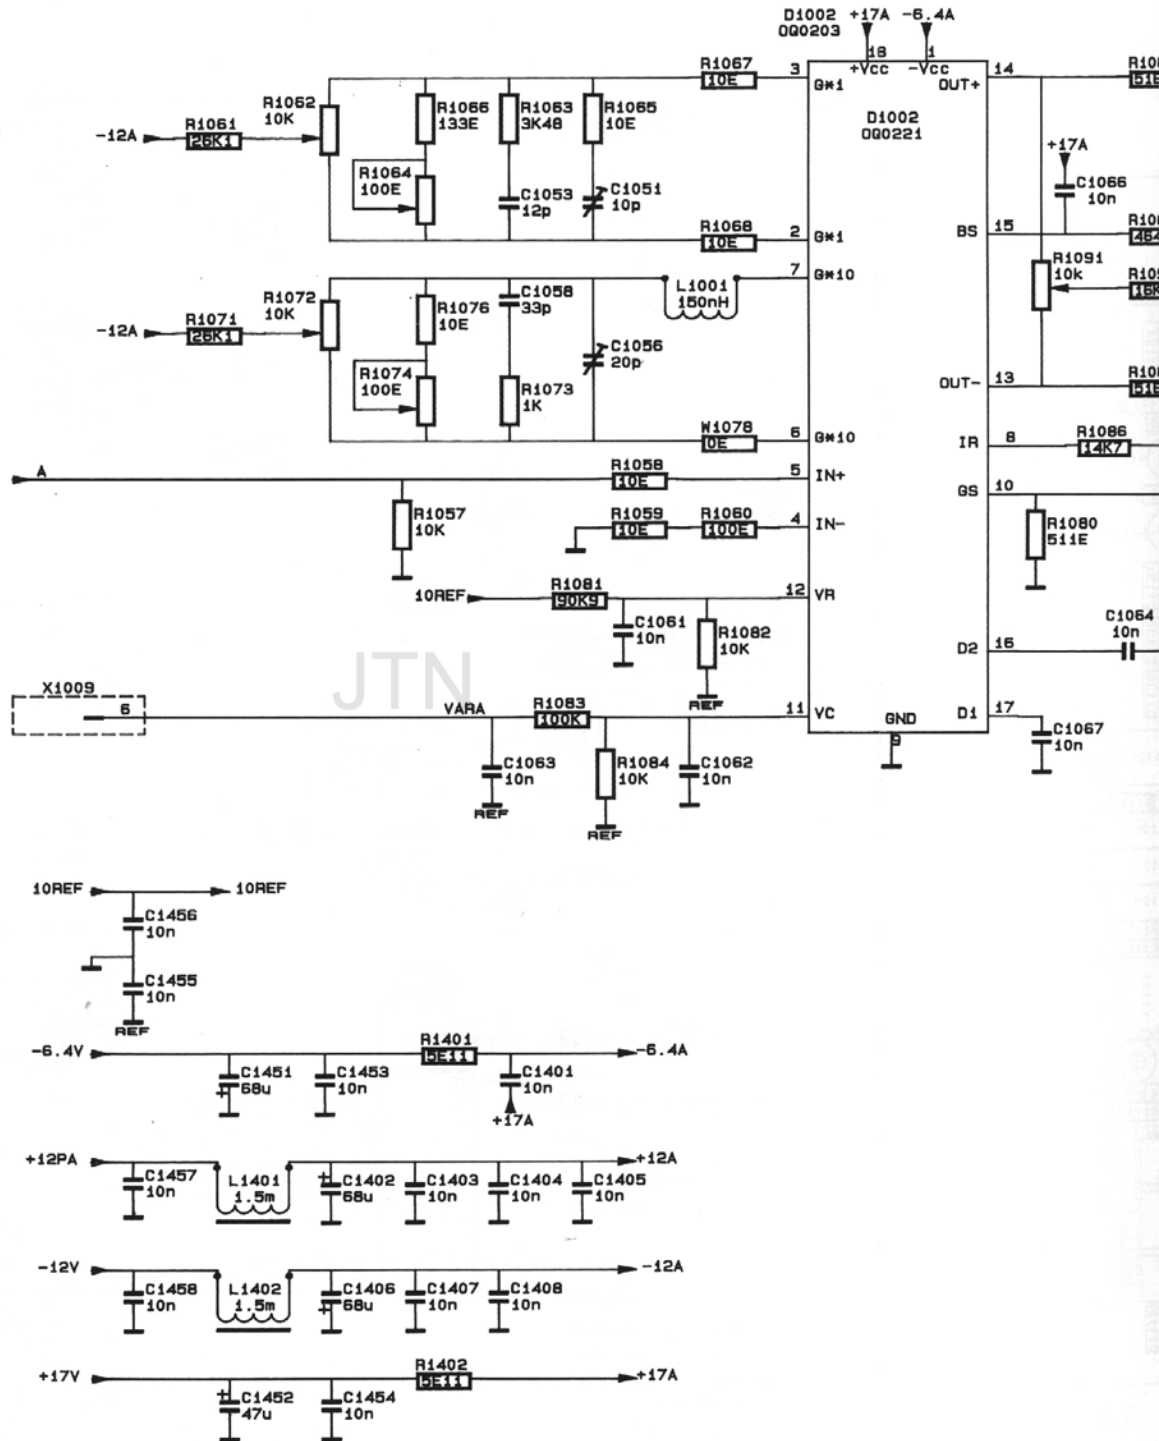 D1002 +17A -6.4A
OQ0203
18 1
+Vcc -Vcc
R1067
10E
3 G*1
OUT+ 14
D1002
OQ0221
R1062
10K
R1066
133E
R1063
3K48
R1065
10E
-12A
R1061
26K1
+17A
C1066
10n
R1064
100E
C1053
12p
C1051
10p
R1068
10E
2 G*1
BS 15
7 G*10
R1091
10k
L1001
150nH
R1072
10K
R1076
10E
C1058
33p
-12A
R1071
26K1
C1056
20p
R1074
100E
R1073
1K
OUT- 13
W1078
0E
6 G*10
IR 8
R1086
14K7
A
R1058
10E
5 IN+
GS 10
R1057
10K
R1059
10E
R1060
100E
4 IN-
R1080
511E
10REF
R1081
90K9
12 VR
C1061
10n
R1082
10K
REF
C1064
10n
D2 16
JTN
X1009
6
VARA
R1083
100K
11 VC
GND
9
D1 17
C1067
10n
C1063
10n
REF
R1084
10K
REF
C1062
10n
10REF 10REF
C1456
10n
C1455
10n
REF
-6.4V
R1401
5E11
-6.4A
C1451
68u
C1453
10n
C1401
10n
+17A
+12PA +12A
C1457
10n
L1401
1.5m
C1402
68u
C1403
10n
C1404
10n
C1405
10n
-12V -12A
C1458
10n
L1402
1.5m
C1406
68u
C1407
10n
C1408
10n
+17V
R1402
5E11
+17A
C1452
47u
C1454
10n